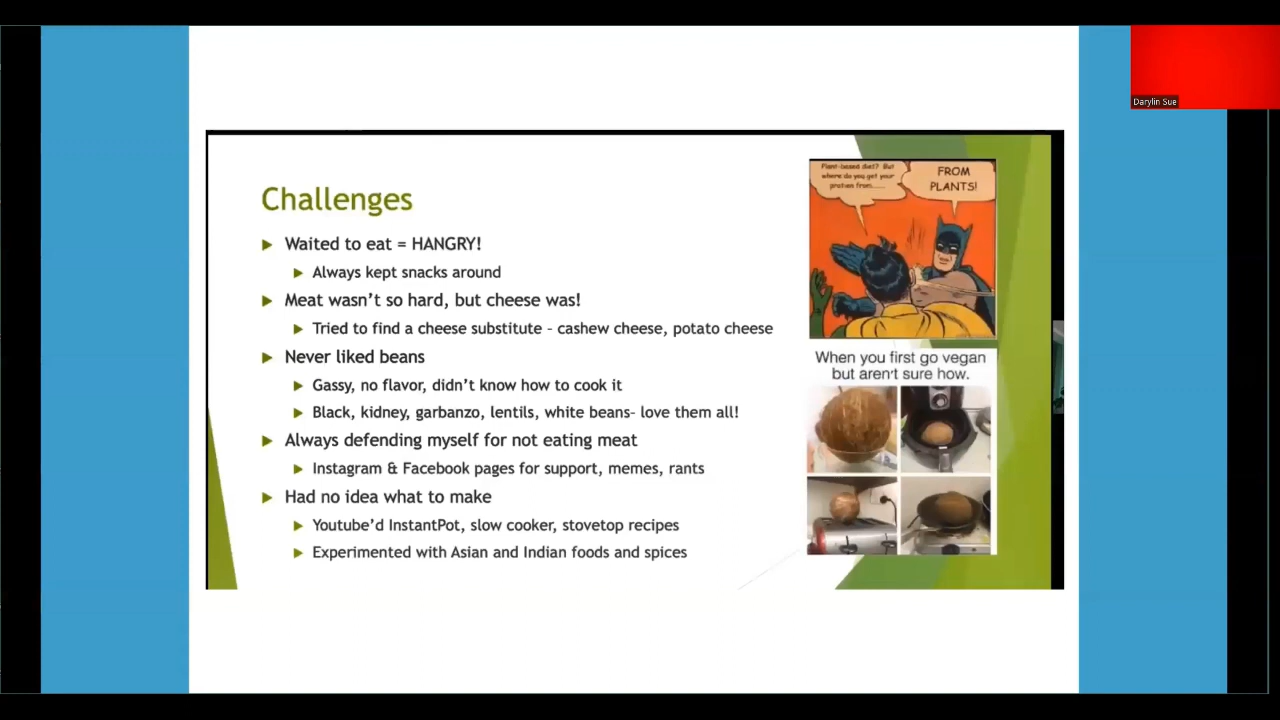 Darylin Sue
Challenges
Waited to eat = HANGRY!
Always kept snacks around
Meat wasn't so hard, but cheese was!
Tried to find a cheese substitute - cashew cheese, potato cheese
Never liked beans
Gassy, no flavor, didn't know how to cook it
Black, kidney, garbanzo, lentils, white beans- love them all!
Always defending myself for not eating meat
Instagram & Facebook pages for support, memes, rants
Had no idea what to make
Youtube'd InstantPot, slow cooker, stovetop recipes
Experimented with Asian and Indian foods and spices
Plant-based diet? But
where do you get your
protien from.....
FROM
PLANTS!
When you first go vegan
but aren't sure how.